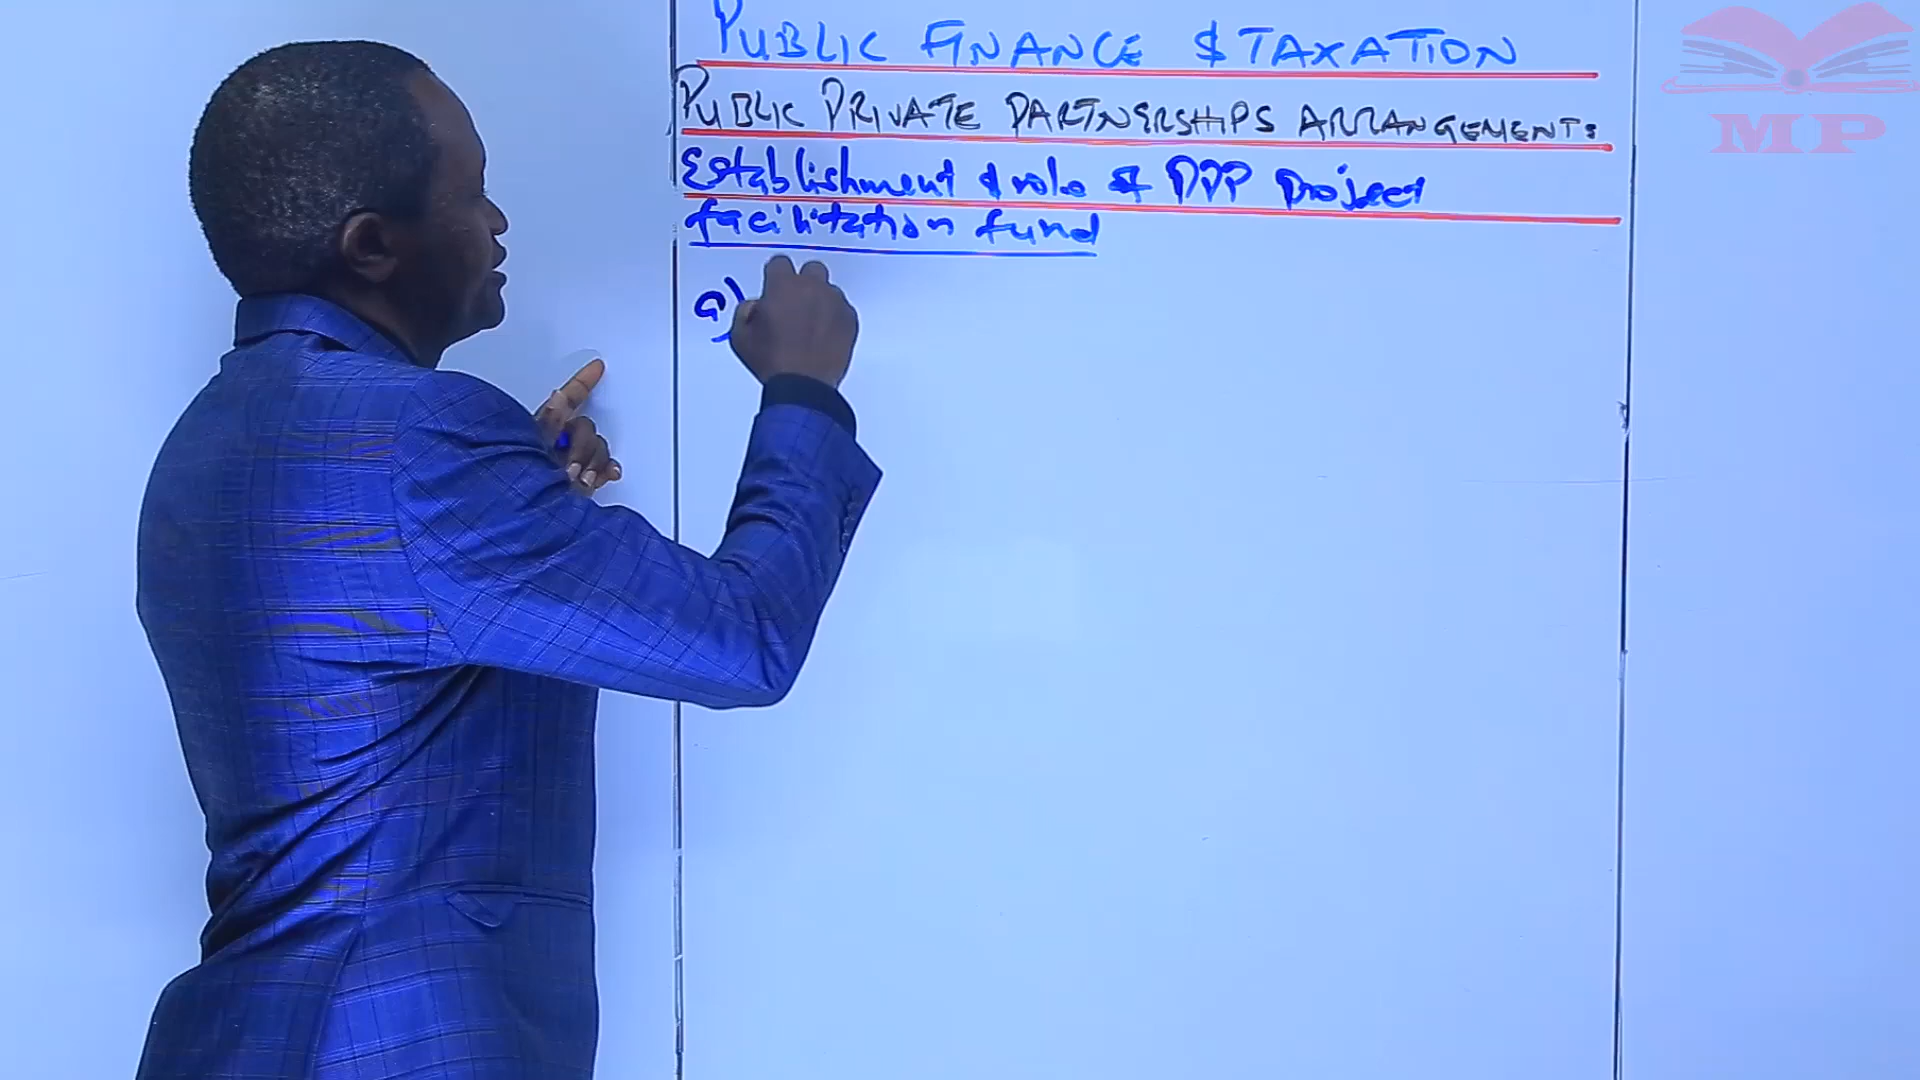 PUBLIC FINANCE & TAXATION
PUBLIC PRIVATE PARTNERSHIPS ARRANGEMENTS
Establishment & role of PPP Project
facilitation fund
a)
MP